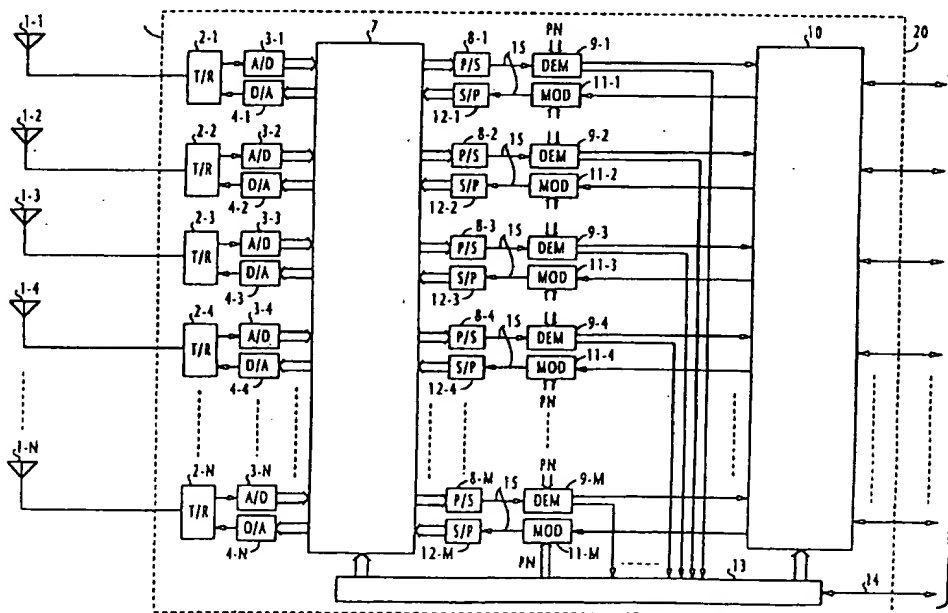 7 10 20
1-1 2-1 3-1 8-1 15 PN 9-1
T/R A/D P/S DEM
D/A S/P MOD 11-1
4-1 12-1
1-2 2-2 3-2 8-2 15 9-2
T/R A/D P/S DEM
D/A S/P MOD 11-2
4-2 12-2
1-3 2-3 3-3 8-3 15 9-3
T/R A/D P/S DEM
D/A S/P MOD 11-3
4-3 12-3
1-4 2-4 3-4 8-4 15 9-4
T/R A/D P/S DEM
D/A S/P MOD 11-4
4-4 12-4 PN
1-N 2-N 3-N 8-M 15 PN 9-M
T/R A/D P/S DEM
D/A S/P MOD 11-M
4-N 12-M PN
13 14